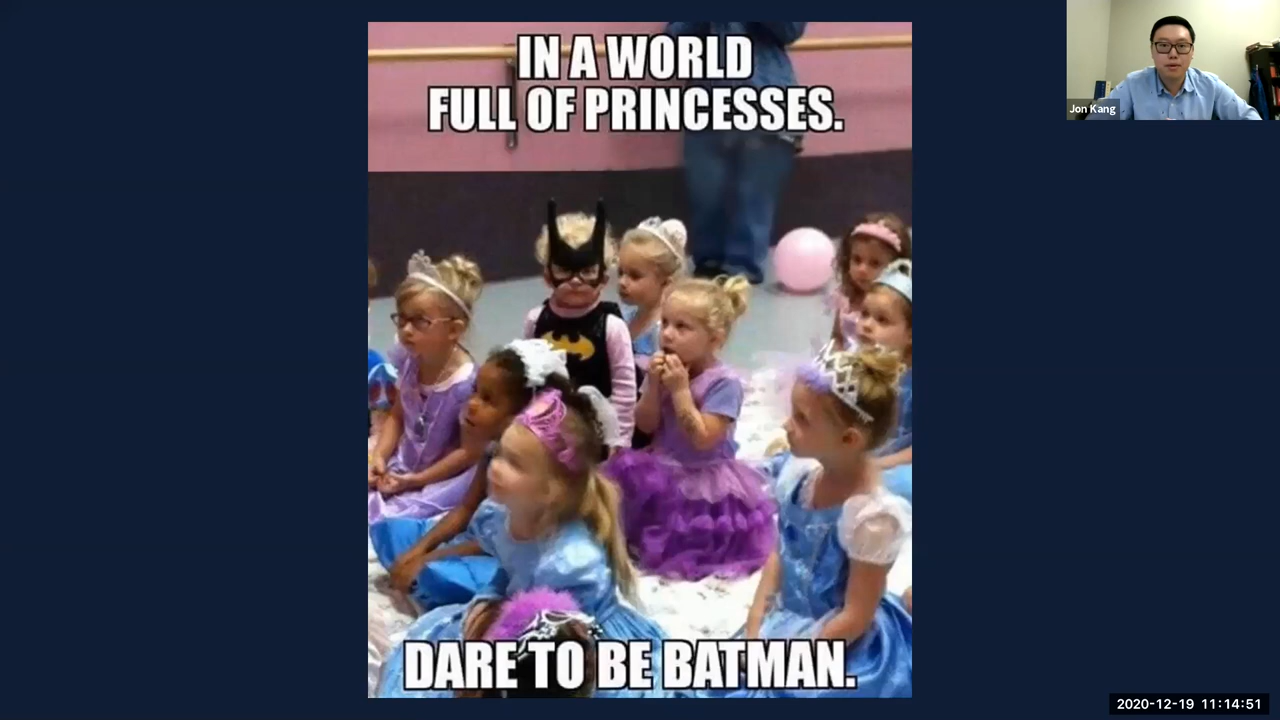 IN A WORLD
FULL OF PRINCESSES.
Jon Kang
DARE TO BE BATMAN.
2020-12-19 11:14:51